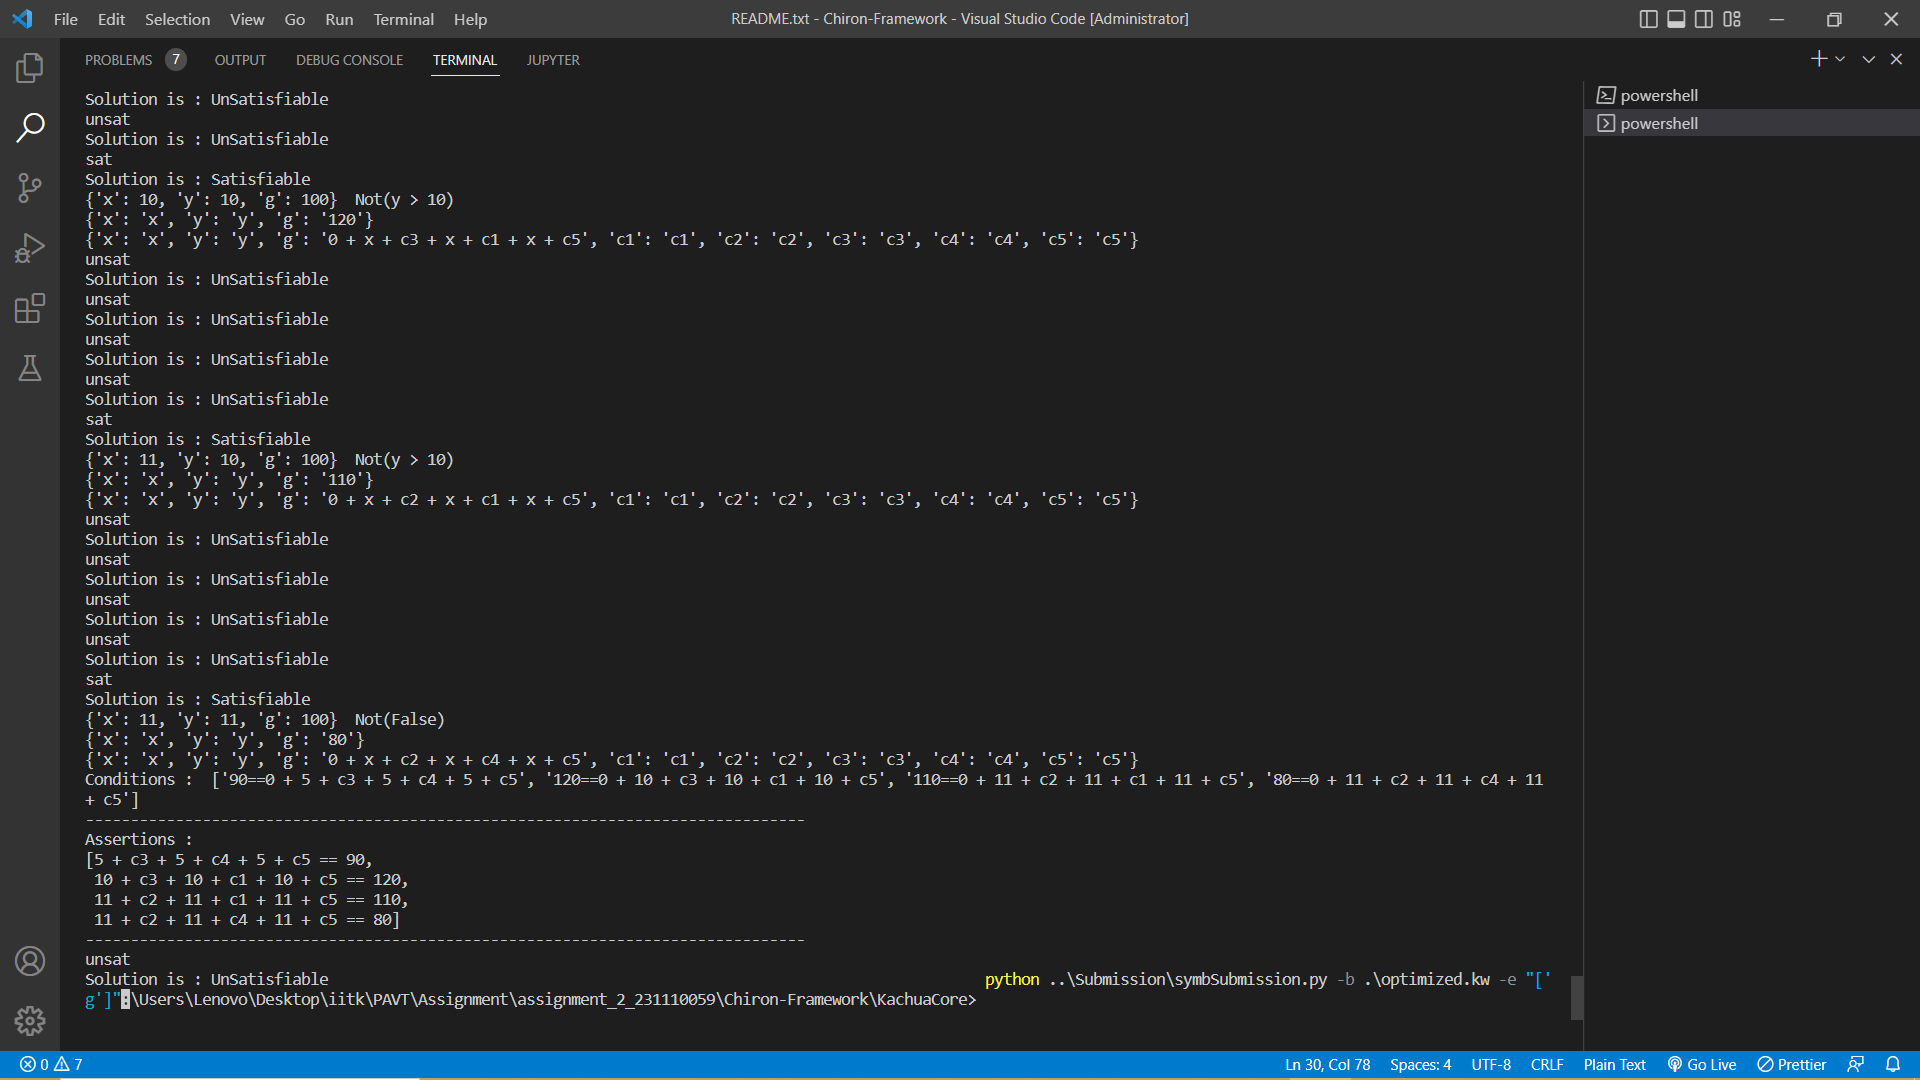 File Edit Selection View Go Run Terminal Help
README.txt - Chiron-Framework - Visual Studio Code [Administrator]
PROBLEMS 7 OUTPUT DEBUG CONSOLE TERMINAL JUPYTER
powershell
powershell
Solution is : UnSatisfiable
unsat
Solution is : UnSatisfiable
sat
Solution is : Satisfiable
{'x': 10, 'y': 10, 'g': 100}  Not(y > 10)
{'x': 'x', 'y': 'y', 'g': '120'}
{'x': 'x', 'y': 'y', 'g': '0 + x + c3 + x + c1 + x + c5', 'c1': 'c1', 'c2': 'c2', 'c3': 'c3', 'c4': 'c4', 'c5': 'c5'}
unsat
Solution is : UnSatisfiable
unsat
Solution is : UnSatisfiable
unsat
Solution is : UnSatisfiable
unsat
Solution is : UnSatisfiable
sat
Solution is : Satisfiable
{'x': 11, 'y': 10, 'g': 100}  Not(y > 10)
{'x': 'x', 'y': 'y', 'g': '110'}
{'x': 'x', 'y': 'y', 'g': '0 + x + c2 + x + c1 + x + c5', 'c1': 'c1', 'c2': 'c2', 'c3': 'c3', 'c4': 'c4', 'c5': 'c5'}
unsat
Solution is : UnSatisfiable
unsat
Solution is : UnSatisfiable
unsat
Solution is : UnSatisfiable
unsat
Solution is : UnSatisfiable
sat
Solution is : Satisfiable
{'x': 11, 'y': 11, 'g': 100}  Not(False)
{'x': 'x', 'y': 'y', 'g': '80'}
{'x': 'x', 'y': 'y', 'g': '0 + x + c2 + x + c4 + x + c5', 'c1': 'c1', 'c2': 'c2', 'c3': 'c3', 'c4': 'c4', 'c5': 'c5'}
Conditions :  ['90==0 + 5 + c3 + 5 + c4 + 5 + c5', '120==0 + 10 + c3 + 10 + c1 + 10 + c5', '110==0 + 11 + c2 + 11 + c1 + 11 + c5', '80==0 + 11 + c2 + 11 + c4 + 11
+ c5']
--------------------------------------------------------------------------------
Assertions :
[5 + c3 + 5 + c4 + 5 + c5 == 90,
 10 + c3 + 10 + c1 + 10 + c5 == 120,
 11 + c2 + 11 + c1 + 11 + c5 == 110,
 11 + c2 + 11 + c4 + 11 + c5 == 80]
--------------------------------------------------------------------------------
unsat
Solution is : UnSatisfiable python ..\Submission\symbSubmission.py -b .\optimized.kw -e "['
g']":\Users\Lenovo\Desktop\iitk\PAVT\Assignment\assignment_2_231110059\Chiron-Framework\KachuaCore>
0 7 Ln 30, Col 78 Spaces: 4 UTF-8 CRLF Plain Text Go Live Prettier